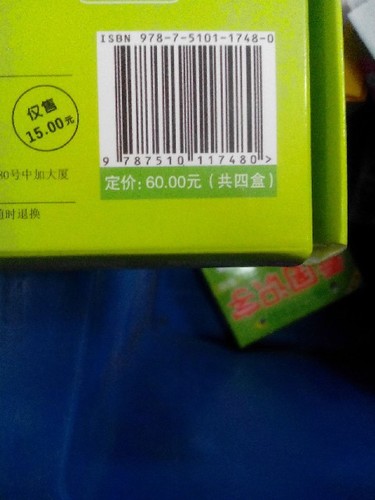 ISBN 978-7-5101-1748-0
仅售
15.00元
9 787510 117480 >
80号中加大厦
定价: 60.00元 (共四盒)
随时退换